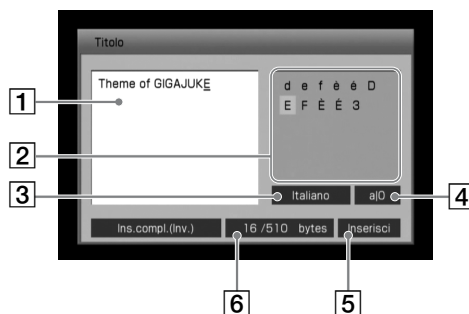 Titolo
Theme of GIGAJUKE
d e f è é D
E F È É 3
Italiano
a|0
Ins.compl.(Inv.)
16 /510 bytes
Inserisci
1
2
3
4
5
6